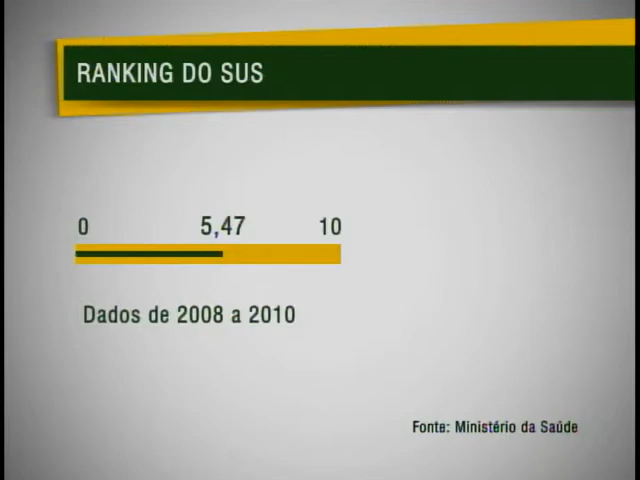 RANKING DO SUS
0 5,47 10
Dados de 2008 a 2010
Fonte: Ministério da Saúde